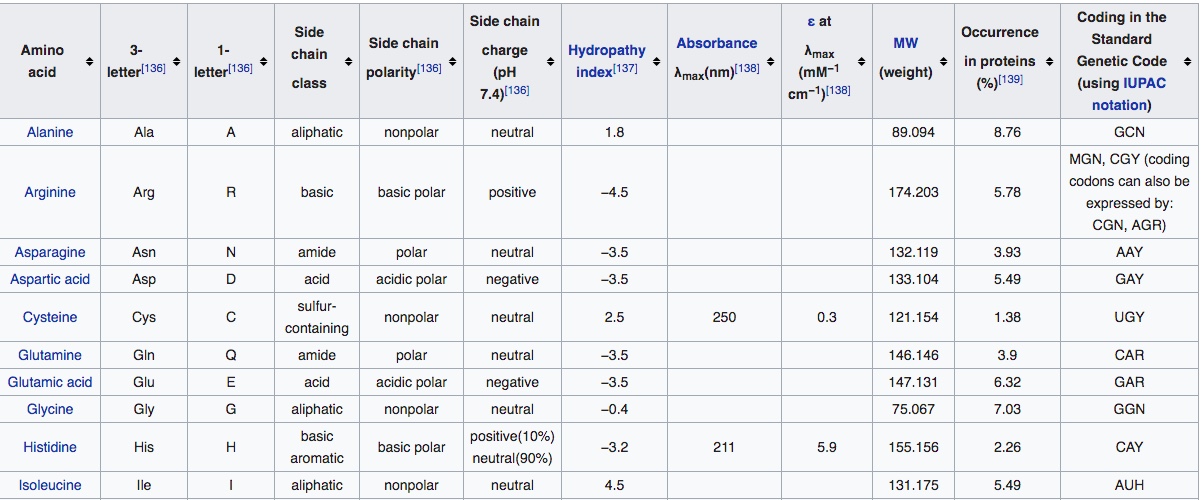 Amino acid 3-letter[136] 1-letter[136] Side chain class Side chain polarity[136] Side chain charge (pH 7.4)[136] Hydropathy index[137] Absorbance λmax(nm)[138] ε at λmax (mM−1 cm−1)[138] MW (weight) Occurrence in proteins (%)[139] Coding in the Standard Genetic Code (using IUPAC notation)
Alanine Ala A aliphatic nonpolar neutral 1.8 89.094 8.76 GCN
Arginine Arg R basic basic polar positive −4.5 174.203 5.78 MGN, CGY (coding codons can also be expressed by: CGN, AGR)
Asparagine Asn N amide polar neutral −3.5 132.119 3.93 AAY
Aspartic acid Asp D acid acidic polar negative −3.5 133.104 5.49 GAY
Cysteine Cys C sulfur-containing nonpolar neutral 2.5 250 0.3 121.154 1.38 UGY
Glutamine Gln Q amide polar neutral −3.5 146.146 3.9 CAR
Glutamic acid Glu E acid acidic polar negative −3.5 147.131 6.32 GAR
Glycine Gly G aliphatic nonpolar neutral −0.4 75.067 7.03 GGN
Histidine His H basic aromatic basic polar positive(10%) neutral(90%) −3.2 211 5.9 155.156 2.26 CAY
Isoleucine Ile I aliphatic nonpolar neutral 4.5 131.175 5.49 AUH